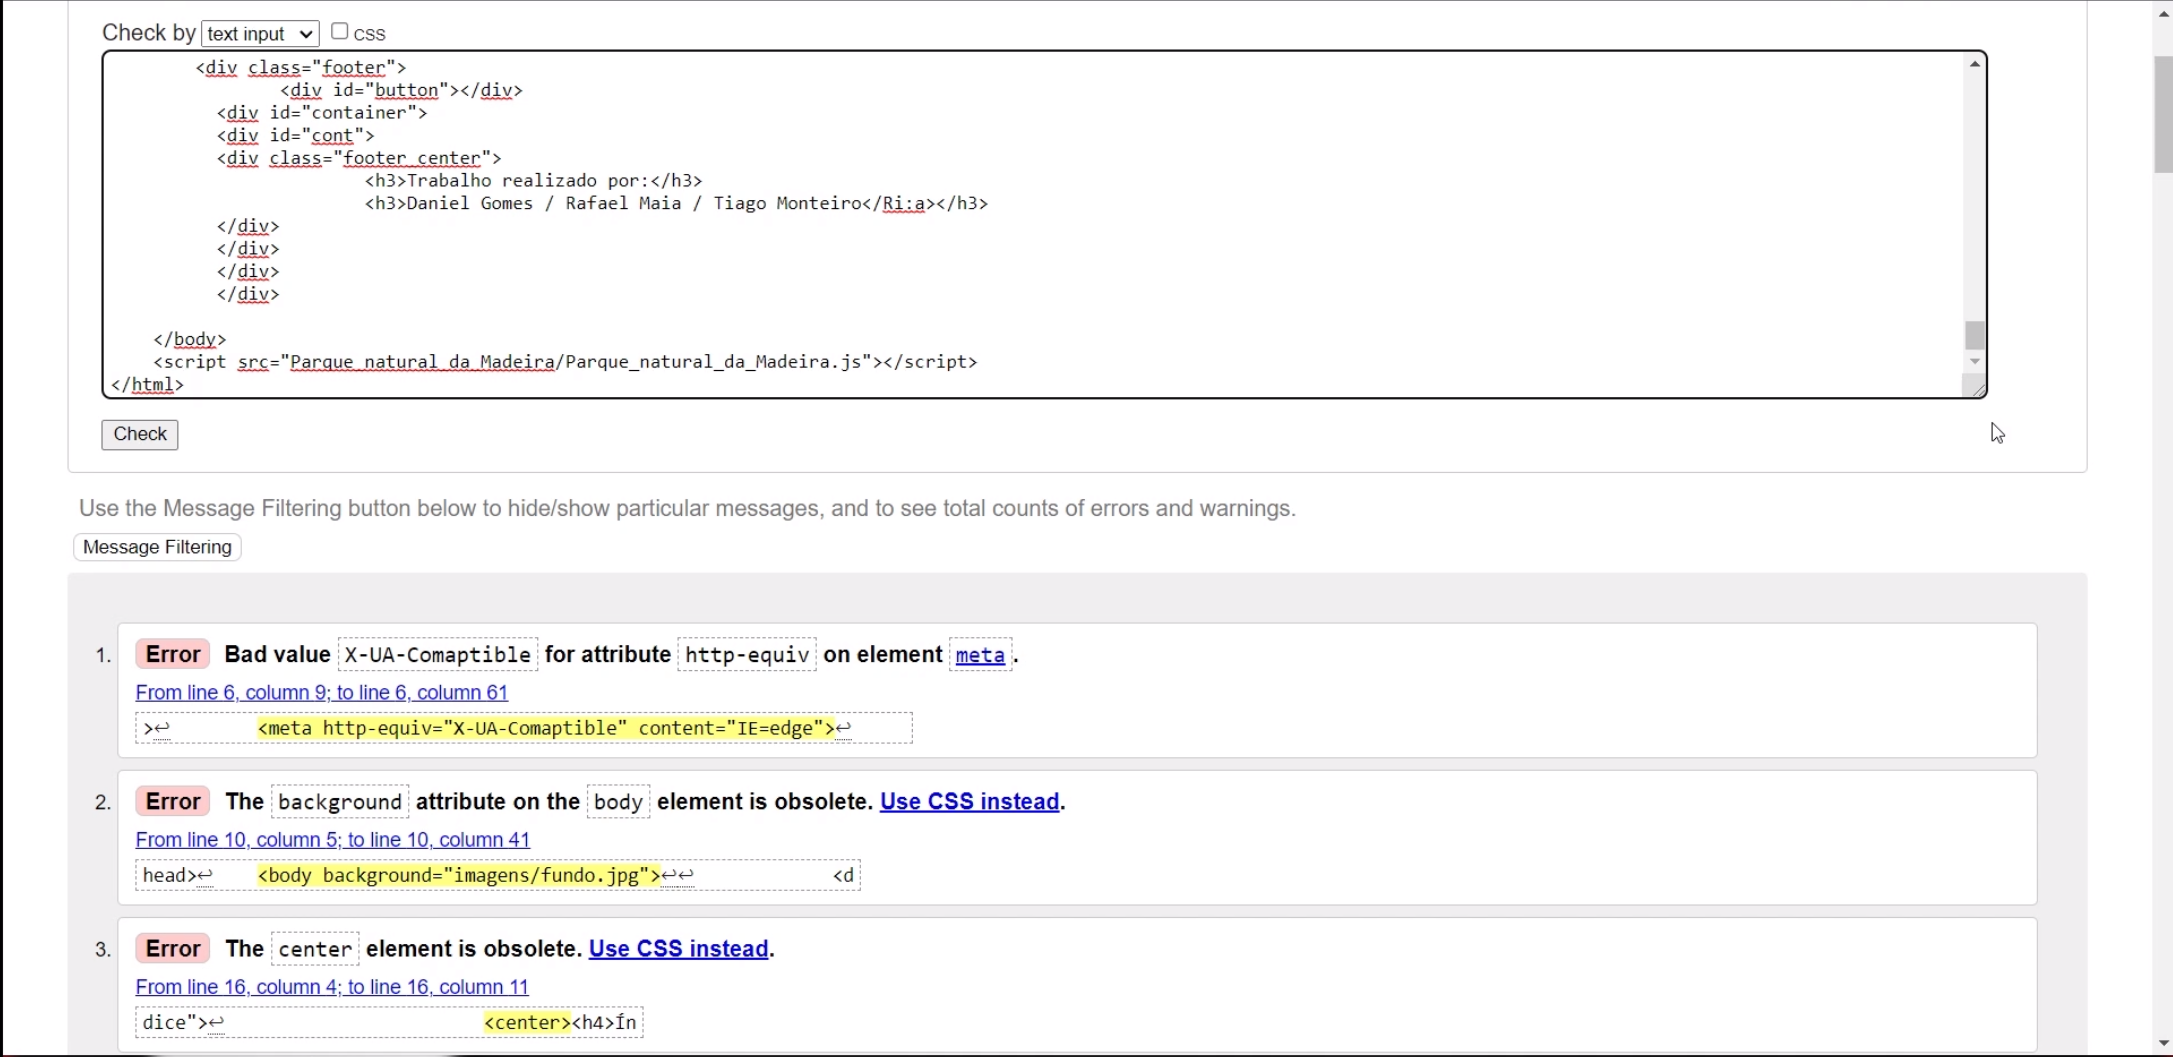 Check by text input css
<div class="footer">
<div id="button"></div>
<div id="container">
<div id="cont">
<div class="footer_center">
<h3>Trabalho realizado por:</h3>
<h3>Daniel Gomes / Rafael Maia / Tiago Monteiro</Ri:a></h3>
</div>
</div>
</div>
</div>
</body>
<script src="Parque_natural_da_Madeira/Parque_natural_da_Madeira.js"></script>
</html>
Check
Use the Message Filtering button below to hide/show particular messages, and to see total counts of errors and warnings.
Message Filtering
1. Error Bad value X-UA-Comaptible for attribute http-equiv on element meta.
From line 6, column 9; to line 6, column 61
>↩ <meta http-equiv="X-UA-Comaptible" content="IE=edge">↩
2. Error The background attribute on the body element is obsolete. Use CSS instead.
From line 10, column 5; to line 10, column 41
head>↩ <body background="imagens/fundo.jpg">↩↩ <d
3. Error The center element is obsolete. Use CSS instead.
From line 16, column 4; to line 16, column 11
dice">↩ <center><h4>Ín